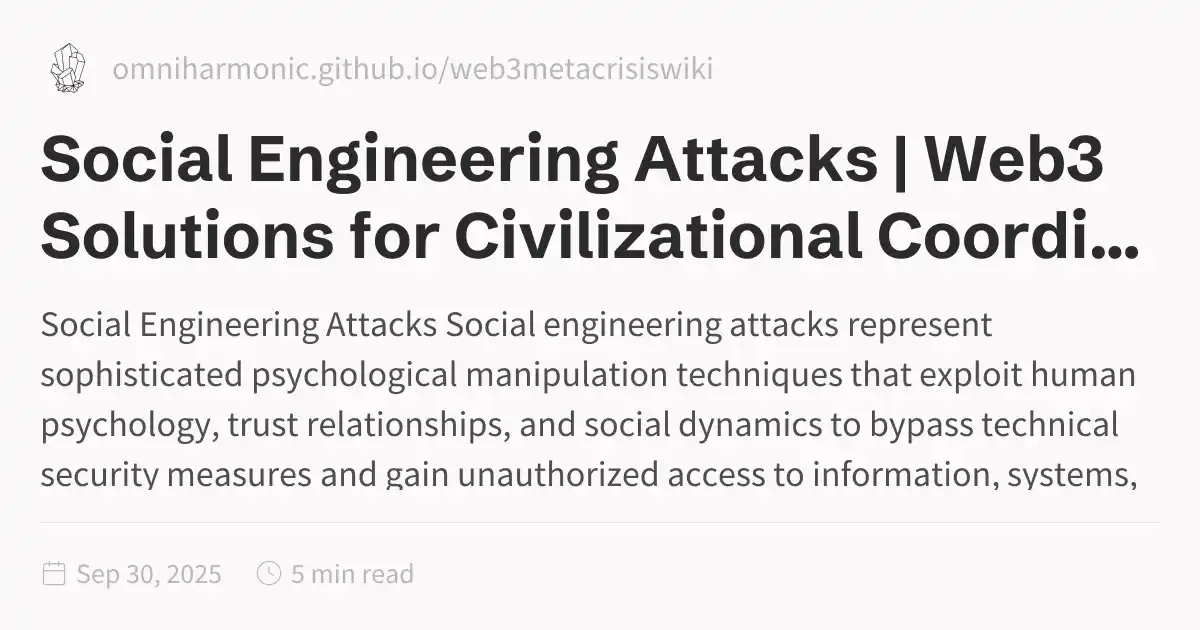 omniharmonic.github.io/web3metacrisiswiki
Social Engineering Attacks | Web3
Solutions for Civilizational Coordi...
Social Engineering Attacks Social engineering attacks represent
sophisticated psychological manipulation techniques that exploit human
psychology, trust relationships, and social dynamics to bypass technical
security measures and gain unauthorized access to information, systems,
Sep 30, 2025 5 min read